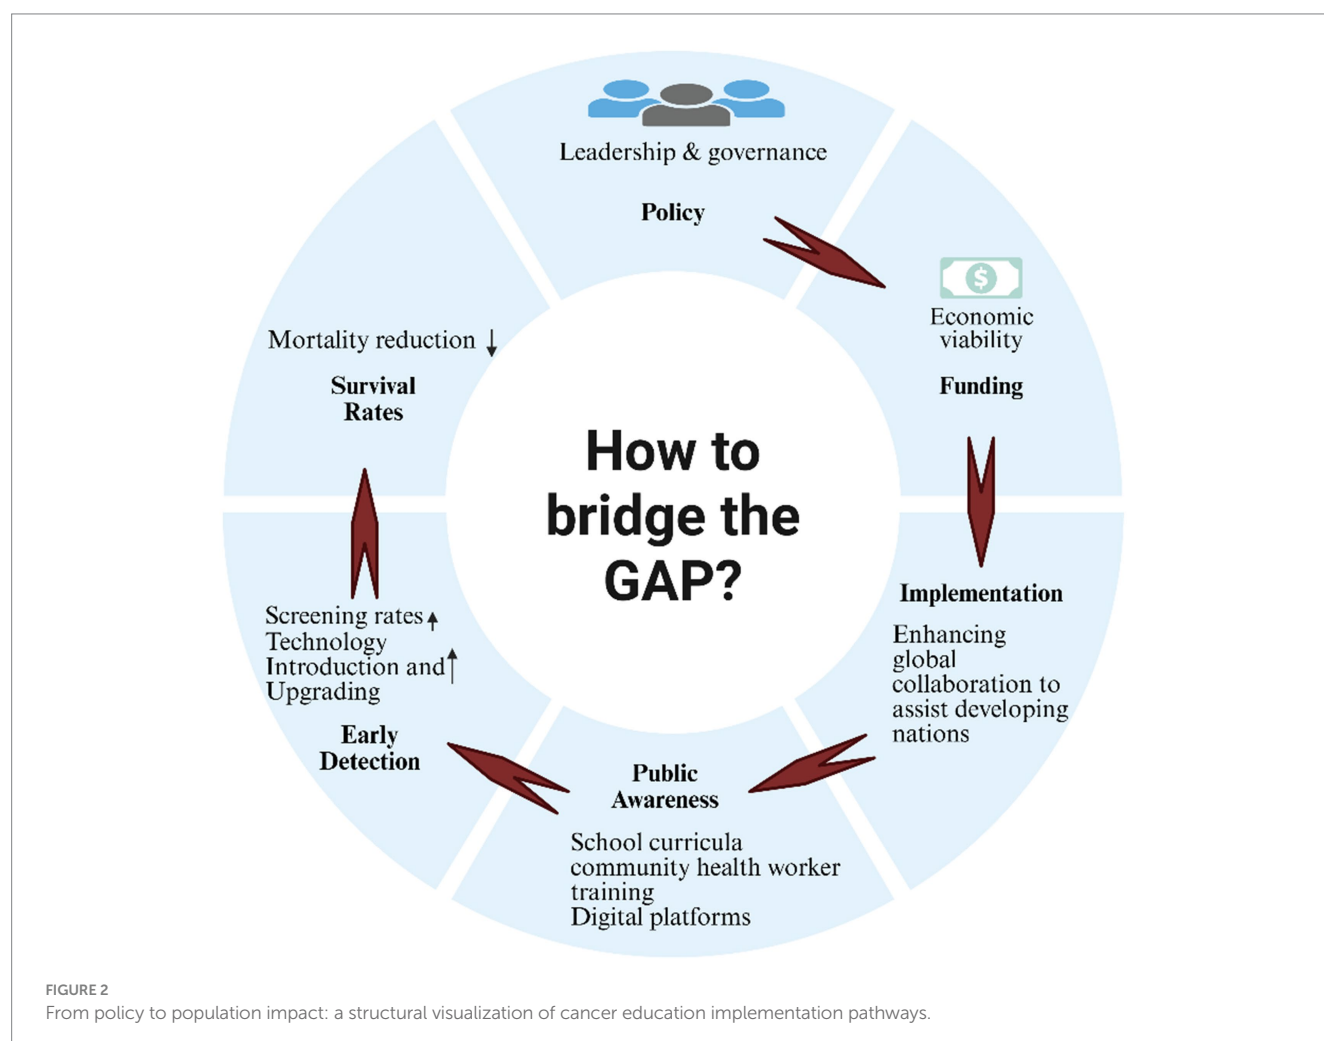 Leadership & governance
Policy
$
Economic
viability
Funding
Implementation
Enhancing
global
collaboration to
assist developing
nations
Public
Awareness
School curricula
community health worker
training
Digital platforms
Screening rates
Technology
Introduction and
Upgrading
Early
Detection
Mortality reduction
Survival
Rates
How to
bridge the
GAP?
FIGURE 2
From policy to population impact: a structural visualization of cancer education implementation pathways.